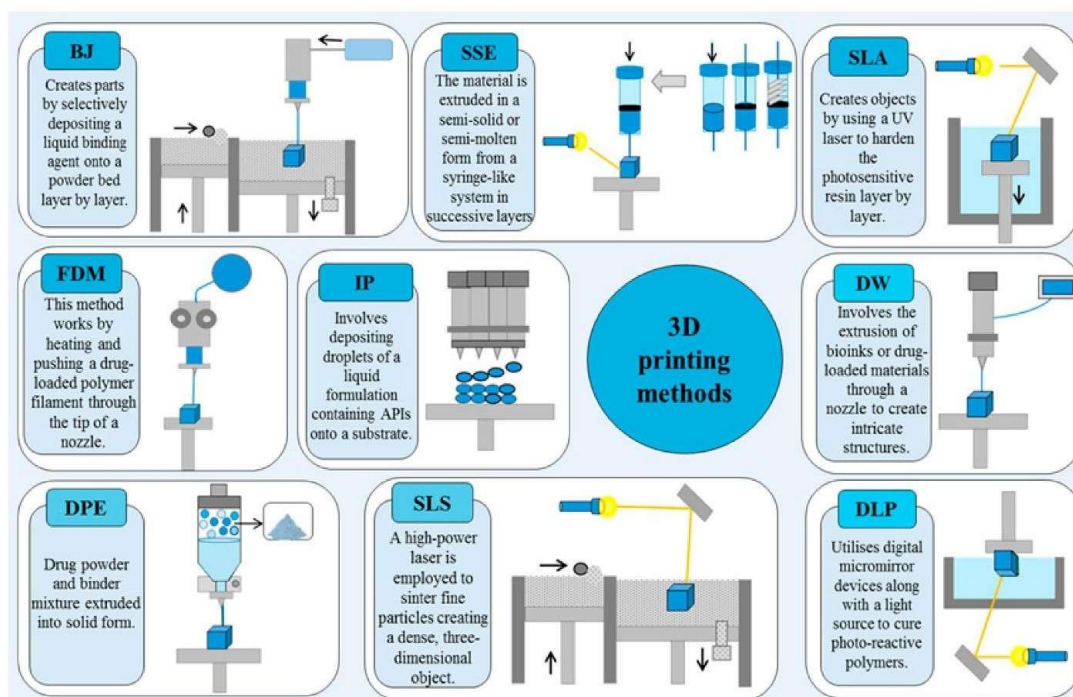 BJ
Creates parts
by selectively
depositing a
liquid binding
agent onto a
powder bed
layer by layer.
SSE
The material is
extruded in a
semi-solid or
semi-molten
form from a
syringe-like
system in
successive layers
SLA
Creates objects
by using a UV
laser to harden
the
photosensitive
resin layer by
layer.
FDM
This method
works by
heating and
pushing a drug-
loaded polymer
filament through
the tip of a
nozzle.
IP
Involves
depositing
droplets of a
liquid
formulation
containing APIs
onto a substrate.
3D
printing
methods
DW
Involves the
extrusion of
bioinks or drug-
loaded materials
through a
nozzle to create
intricate
structures.
DPE
Drug powder
and binder
mixture extruded
into solid form.
SLS
A high-power
laser is
employed to
sinter fine
particles creating
a dense, three-
dimensional
object.
DLP
Utilises digital
micromirror
devices along
with a light
source to cure
photo-reactive
polymers.